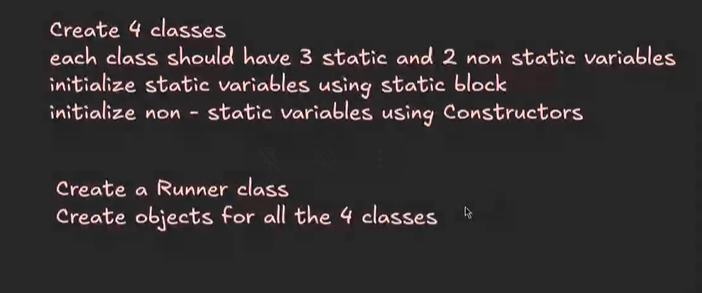 Create 4 classes
each class should have 3 static and 2 non static variables
initialize static variables using static block
initialize non - static variables using Constructors
Create a Runner class
Create objects for all the 4 classes